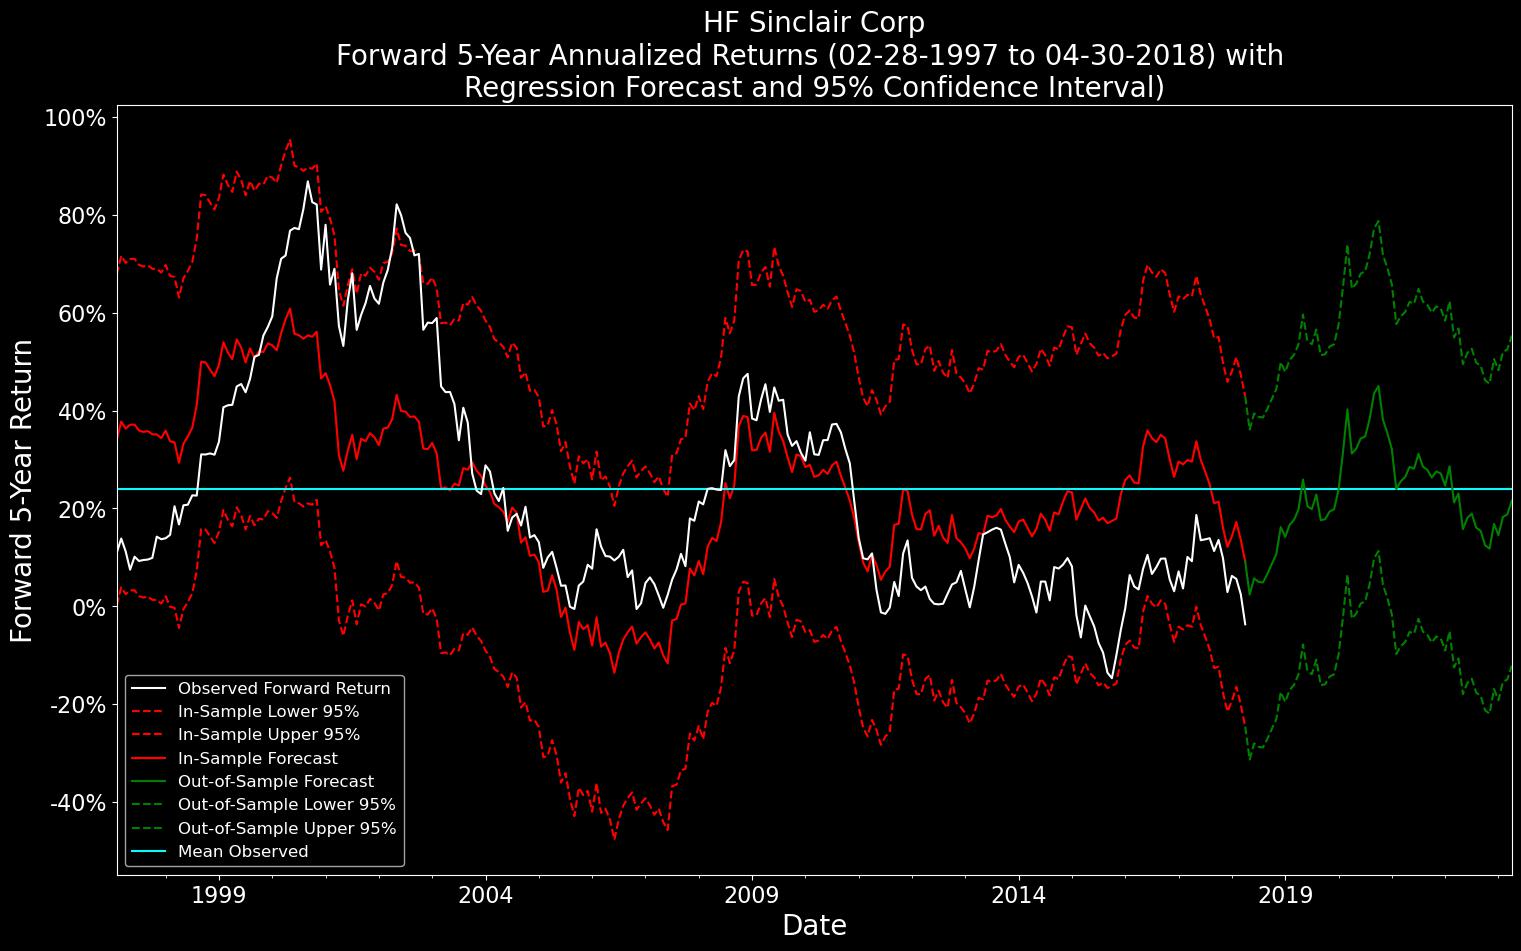 HF Sinclair Corp
Forward 5-Year Annualized Returns (02-28-1997 to 04-30-2018) with
Regression Forecast and 95% Confidence Interval)
Forward 5-Year Return
100%
80%
60%
40%
20%
0%
-20%
-40%
Observed Forward Return
In-Sample Lower 95%
In-Sample Upper 95%
In-Sample Forecast
Out-of-Sample Forecast
Out-of-Sample Lower 95%
Out-of-Sample Upper 95%
Mean Observed
1999
2004
2009
2014
2019
Date